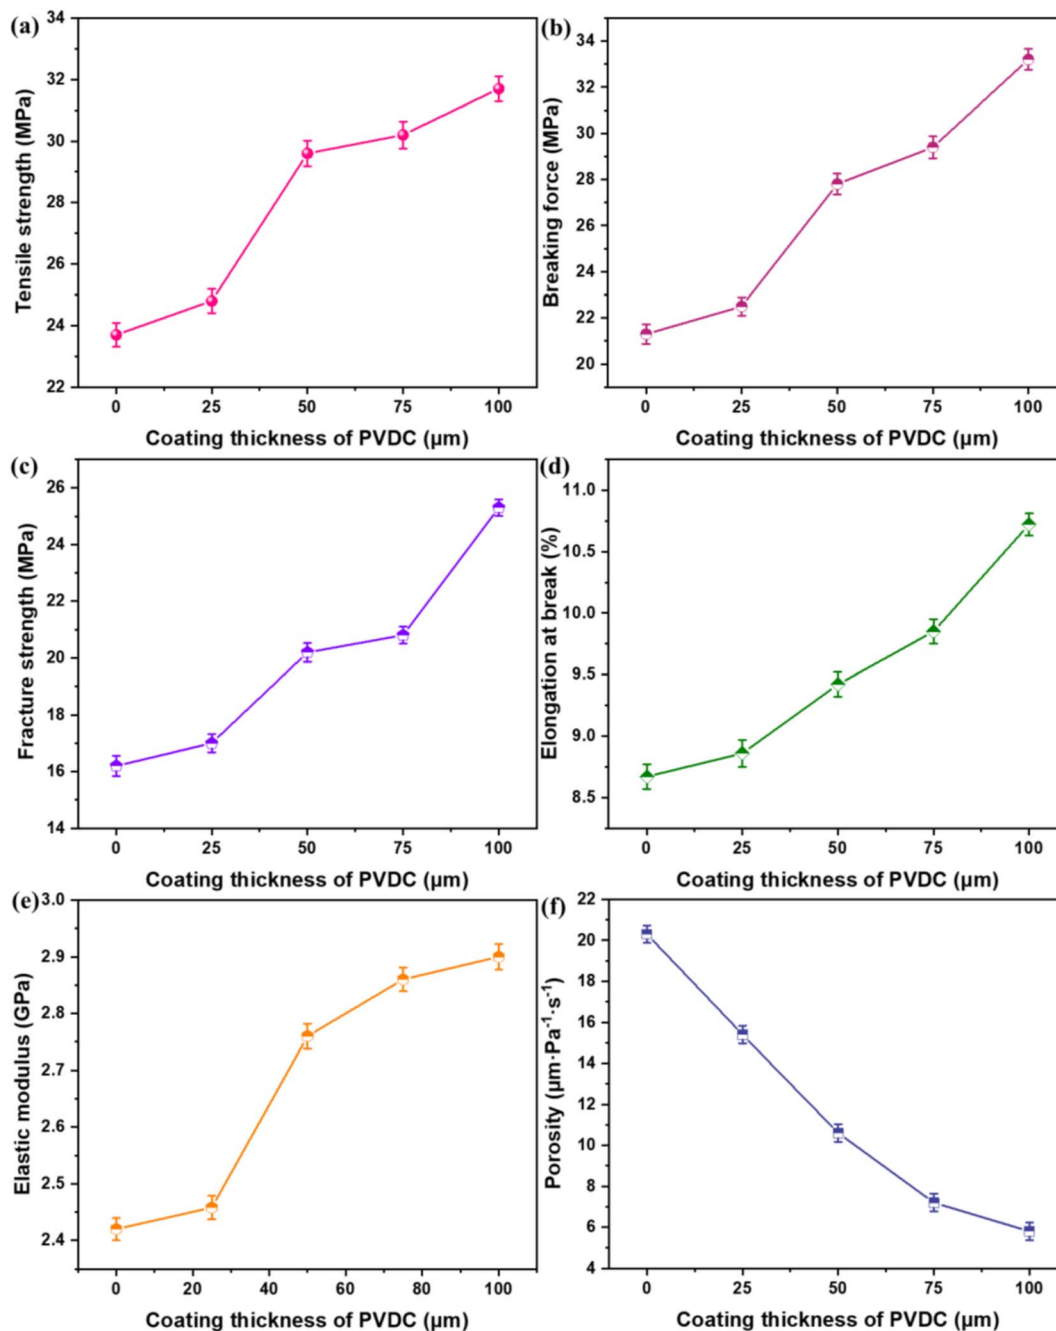 (a)
34
32
30
28
26
24
22
Tensile strength (MPa)
0 25 50 75 100
Coating thickness of PVDC (μm)
(b)
34
32
30
28
26
24
22
20
Breaking force (MPa)
0 25 50 75 100
Coating thickness of PVDC (μm)
(c)
26
24
22
20
18
16
14
Fracture strength (MPa)
0 25 50 75 100
Coating thickness of PVDC (μm)
(d)
11.0
10.5
10.0
9.5
9.0
8.5
Elongation at break (%)
0 25 50 75 100
Coating thickness of PVDC (μm)
(e)
3.0
2.9
2.8
2.7
2.6
2.5
2.4
Elastic modulus (GPa)
0 20 40 60 80 100
Coating thickness of PVDC (μm)
(f)
22
20
18
16
14
12
10
8
6
4
Porosity (μm·Pa⁻¹·s⁻¹)
0 25 50 75 100
Coating thickness of PVDC (μm)